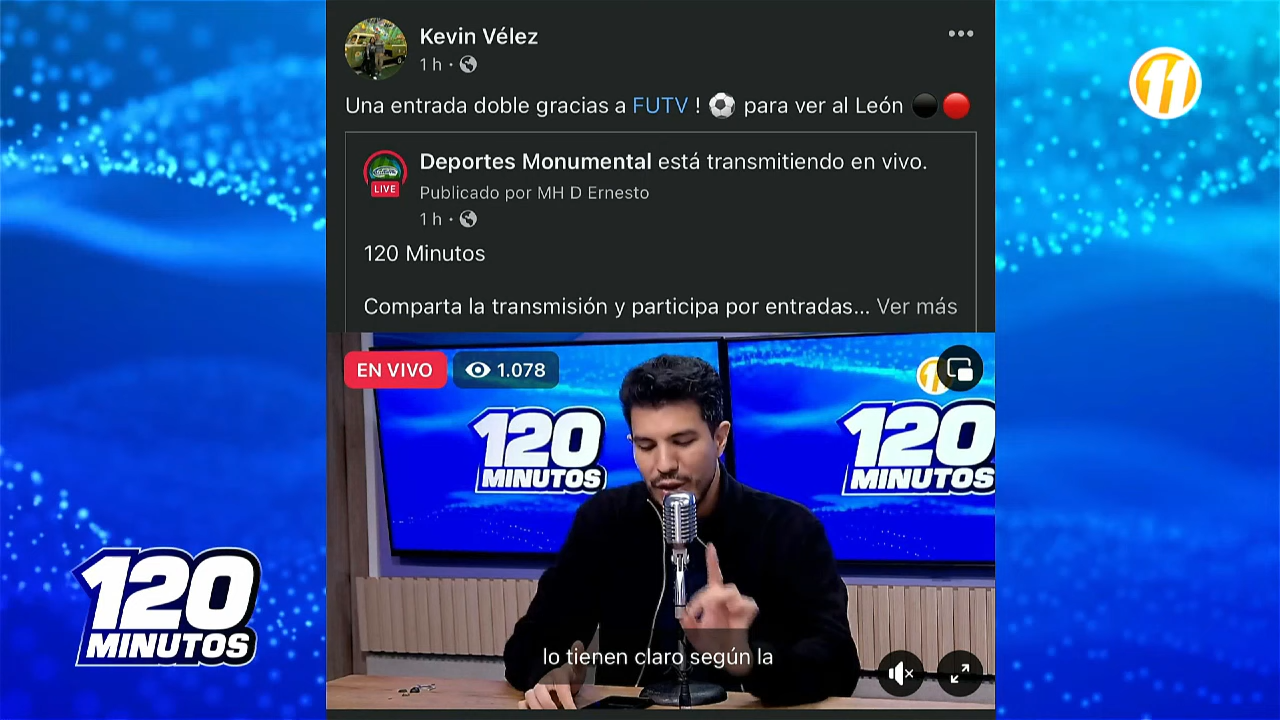 Kevin Vélez
1 h ·
Una entrada doble gracias a FUTV ! ⚽ para ver al León ⚫🔴
Deportes Monumental está transmitiendo en vivo.
LIVE
Publicado por MH D Ernesto
1 h ·
120 Minutos
Comparta la transmisión y participa por entradas... Ver más
EN VIVO 1.078
11
120
MINUTOS
120
MINUTOS
lo tienen claro según la
120
MINUTOS
11